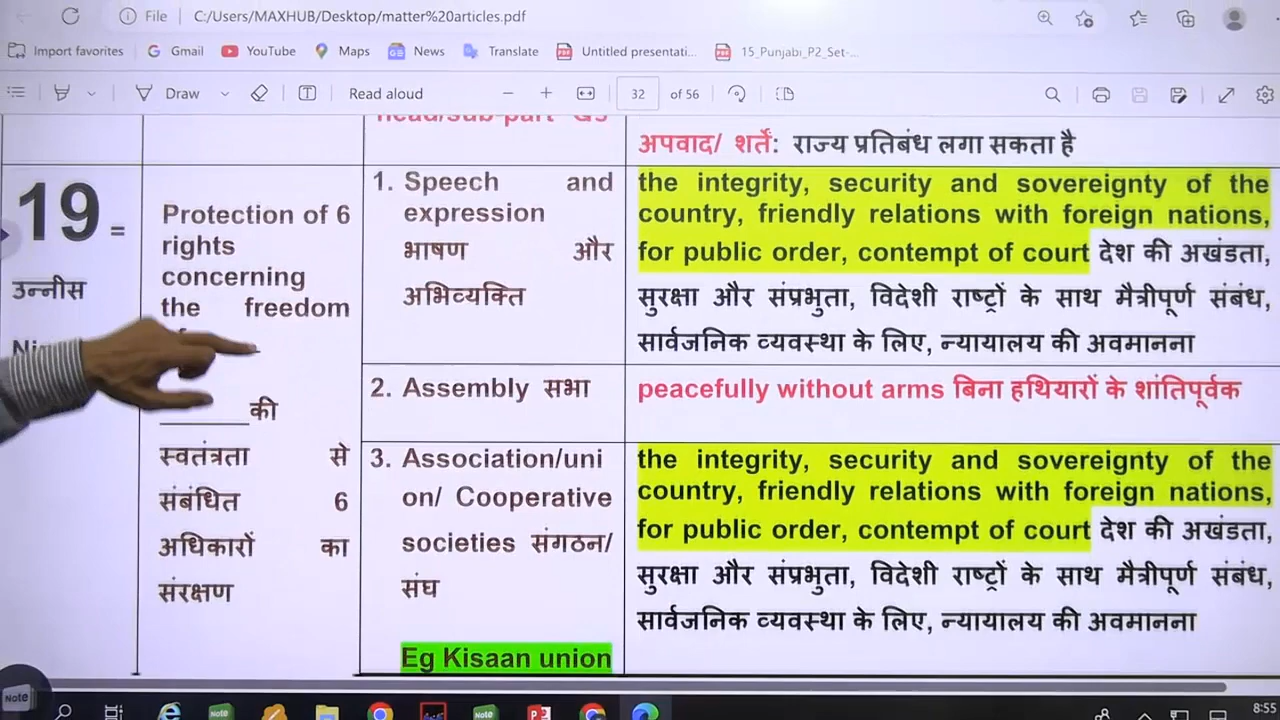 File
C:/Users/MAXHUB/Desktop/matter%20articles.pdf
Import favorites
Gmail
YouTube
Maps
News
Translate
Untitled presentati...
15_Punjabi_P2_Set-...
Draw
Read aloud
32 of 56
head/sub-part
अपवाद/ शर्तें: राज्य प्रतिबंध लगा सकता है
19 =
उन्नीस
Protection of 6
rights
concerning
the freedom
की
स्वतंत्रता से
संबंधित 6
अधिकारों का
संरक्षण
1. Speech and
expression
भाषण और
अभिव्यक्ति
the integrity, security and sovereignty of the
country, friendly relations with foreign nations,
for public order, contempt of court देश की अखंडता,
सुरक्षा और संप्रभुता, विदेशी राष्ट्रों के साथ मैत्रीपूर्ण संबंध,
सार्वजनिक व्यवस्था के लिए, न्यायालय की अवमानना
2. Assembly सभा
peacefully without arms बिना हथियारों के शांतिपूर्वक
3. Association/uni
on/ Cooperative
societies संगठन/
संघ
Eg Kisaan union
the integrity, security and sovereignty of the
country, friendly relations with foreign nations,
for public order, contempt of court देश की अखंडता,
सुरक्षा और संप्रभुता, विदेशी राष्ट्रों के साथ मैत्रीपूर्ण संबंध,
सार्वजनिक व्यवस्था के लिए, न्यायालय की अवमानना
Note
Note
Note
8:55